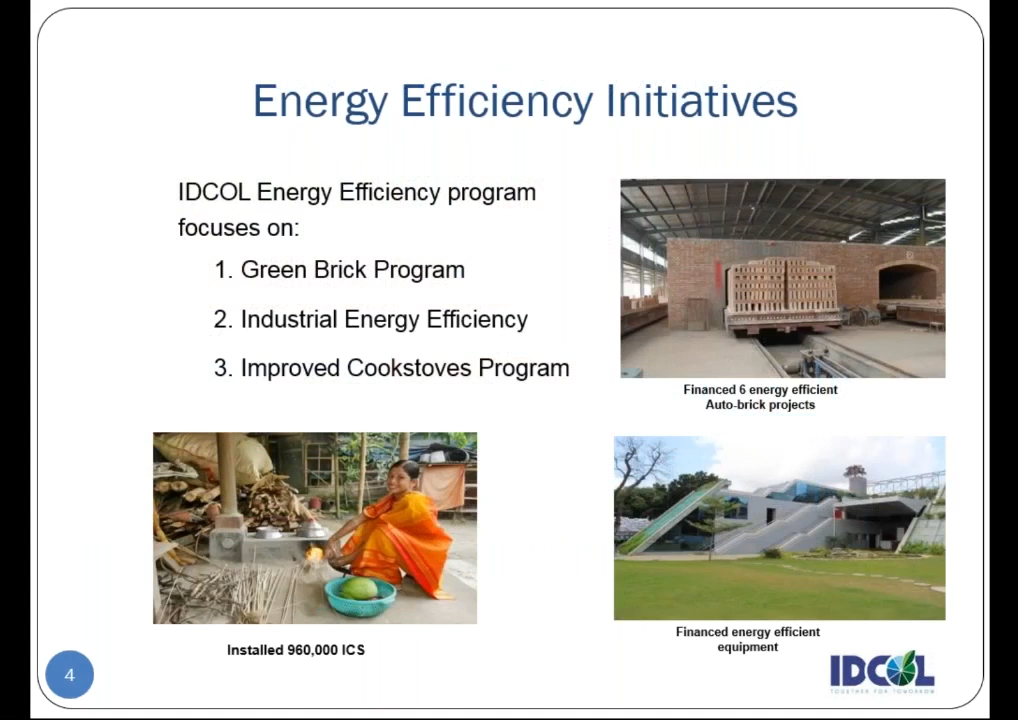 Energy Efficiency Initiatives
IDCOL Energy Efficiency program
focuses on:
1. Green Brick Program
2. Industrial Energy Efficiency
3. Improved Cookstoves Program
Financed 6 energy efficient
Auto-brick projects
Installed 960,000 ICS
Financed energy efficient
equipment
4
IDCOL
TOGETHER FOR TOMORROW